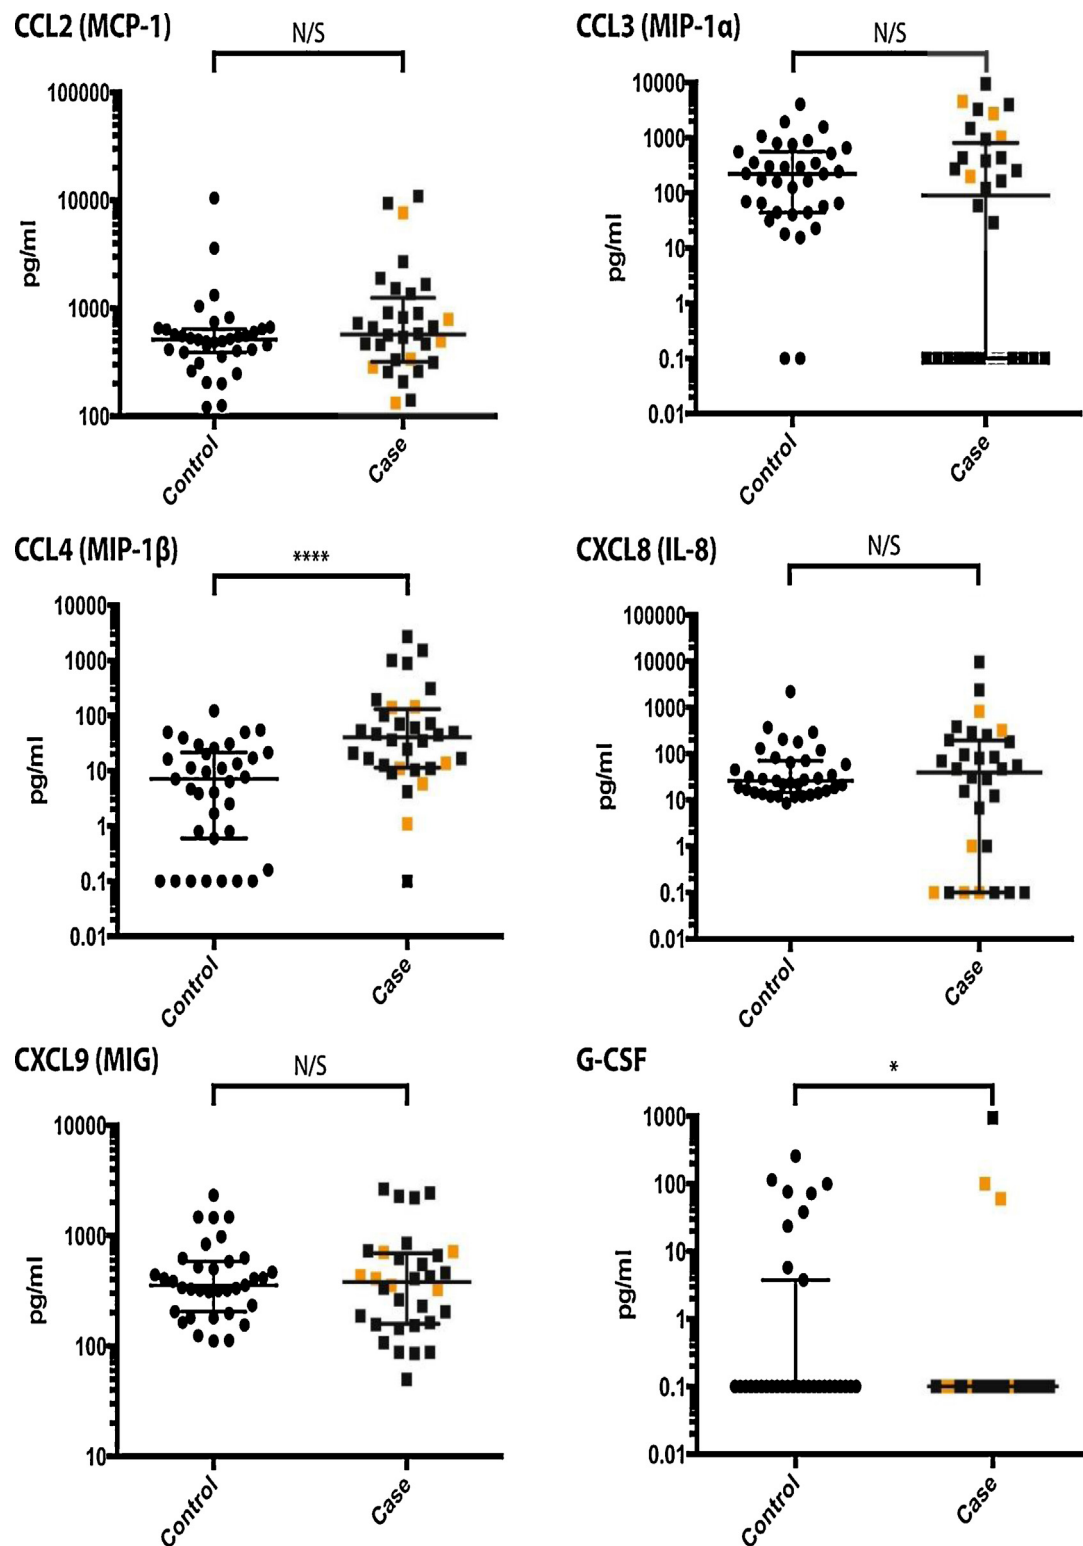 CCL2 (MCP-1)
N/S
100000
10000
1000
100
pg/ml
Control
Case
CCL3 (MIP-1α)
N/S
10000
1000
100
10
1
0.1
0.01
pg/ml
Control
Case
CCL4 (MIP-1β)
****
10000
1000
100
10
1
0.1
0.01
pg/ml
Control
Case
CXCL8 (IL-8)
N/S
100000
10000
1000
100
10
1
0.1
0.01
pg/ml
Control
Case
CXCL9 (MIG)
N/S
10000
1000
100
10
pg/ml
Control
Case
G-CSF
*
1000
100
10
1
0.1
0.01
pg/ml
Control
Case